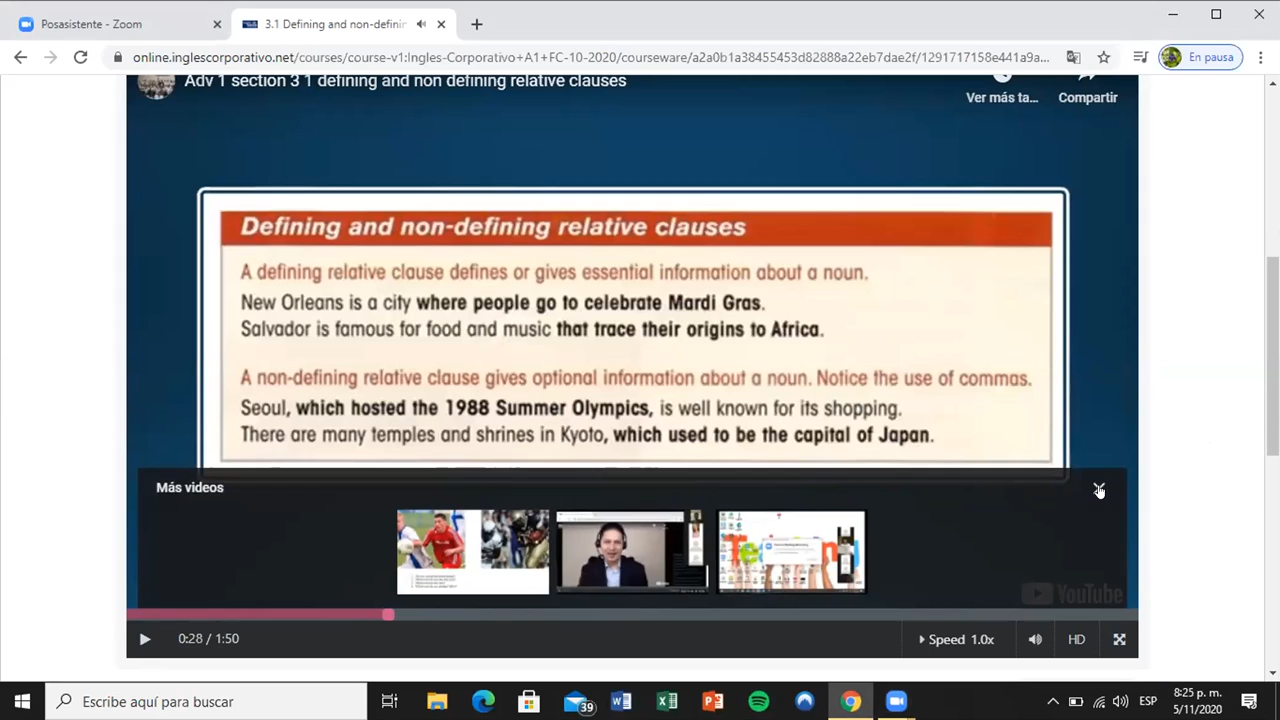 Posasistente - Zoom
3.1 Defining and non-definin
online.inglescorporativo.net/courses/course-v1:Ingles-Corporativo+A1+FC-10-2020/courseware/a2a0b1a38455453d82888a22eb7dae2f/1291717158e441a9a...
En pausa
Adv 1 section 3 1 defining and non defining relative clauses
Ver más ta...
Compartir
Defining and non-defining relative clauses
A defining relative clause defines or gives essential information about a noun.
New Orleans is a city where people go to celebrate Mardi Gras.
Salvador is famous for food and music that trace their origins to Africa.
A non-defining relative clause gives optional information about a noun. Notice the use of commas.
Seoul, which hosted the 1988 Summer Olympics, is well known for its shopping.
There are many temples and shrines in Kyoto, which used to be the capital of Japan.
Más videos
YouTube
0:28 / 1:50
Speed 1.0x
HD
Escribe aquí para buscar
39
ESP
8:25 p. m.
5/11/2020